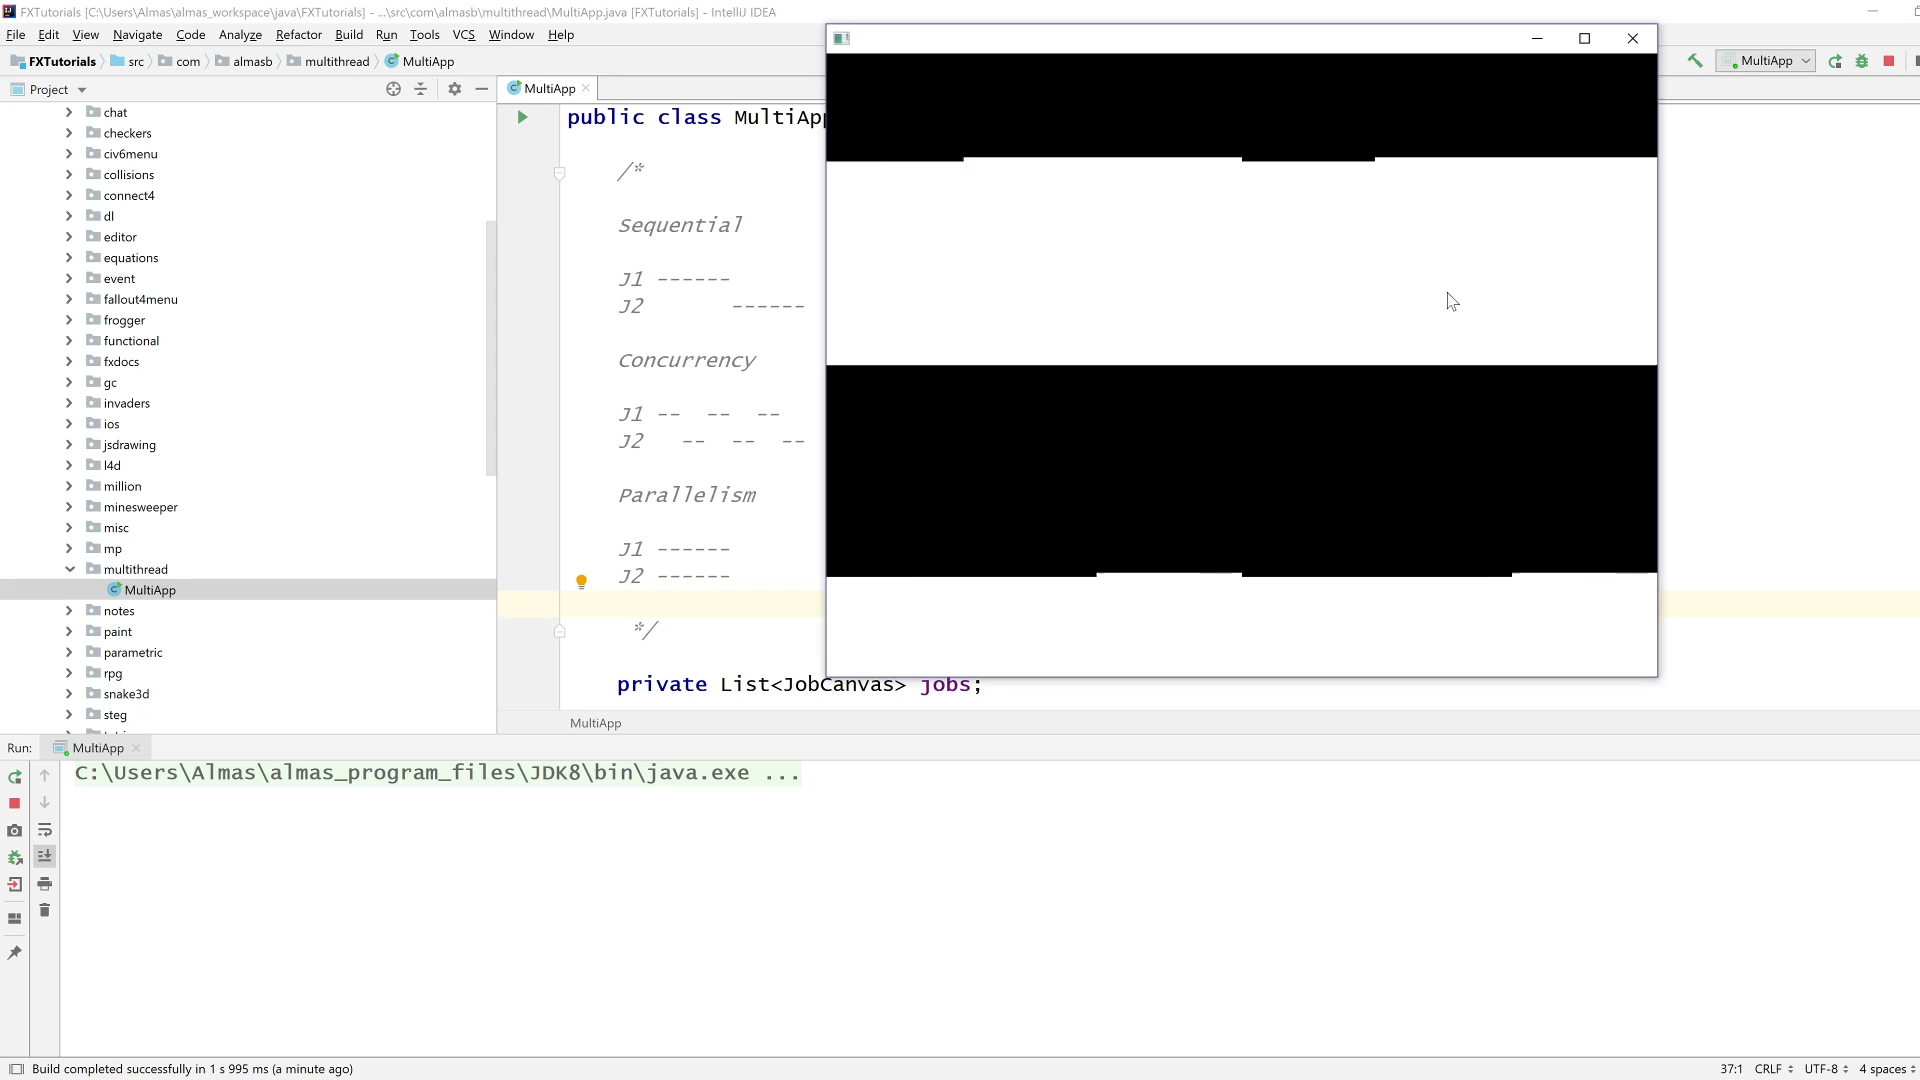 FXTutorials [C:\Users\Almas\almas_workspace\java\FXTutorials] - ...\src\com\almasb\multithread\MultiApp.java [FXTutorials] - IntelliJ IDEA
File Edit View Navigate Code Analyze Refactor Build Run Tools VCS Window Help
FXTutorials src com almasb multithread MultiApp
MultiApp
Project
MultiApp
chat
checkers
civ6menu
collisions
connect4
dl
editor
equations
event
fallout4menu
frogger
functional
fxdocs
gc
invaders
ios
jsdrawing
l4d
million
minesweeper
misc
mp
multithread
MultiApp
notes
paint
parametric
rpg
snake3d
steg
public class MultiApp
/*
Sequential
J1 ------
J2       ------
Concurrency
J1 --  --  --
J2   --  --  --
Parallelism
J1 ------
J2 ------
*/
private List<JobCanvas> jobs;
MultiApp
Run: MultiApp
C:\Users\Almas\almas_program_files\JDK8\bin\java.exe ...
Build completed successfully in 1 s 995 ms (a minute ago)
37:1 CRLF UTF-8 4 spaces